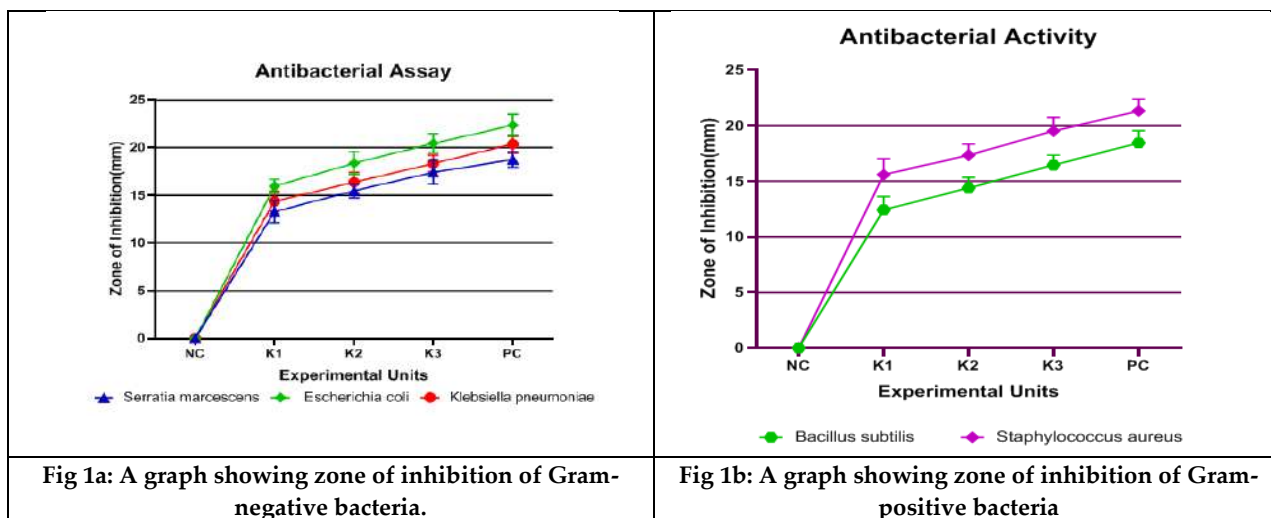 Antibacterial Assay
25
20
15
10
5
0
Zone of Inhibition(mm)
NC K1 K2 K3 PC
Experimental Units
Serratia marcescens Escherichia coli Klebsiella pneumoniae
Antibacterial Activity
25
20
15
10
5
0
Zone of Inhibition(mm)
NC K1 K2 K3 PC
Experimental Units
Bacillus subtilis Staphylococcus aureus
Fig 1a: A graph showing zone of inhibition of Gram-
negative bacteria.
Fig 1b: A graph showing zone of inhibition of Gram-
positive bacteria